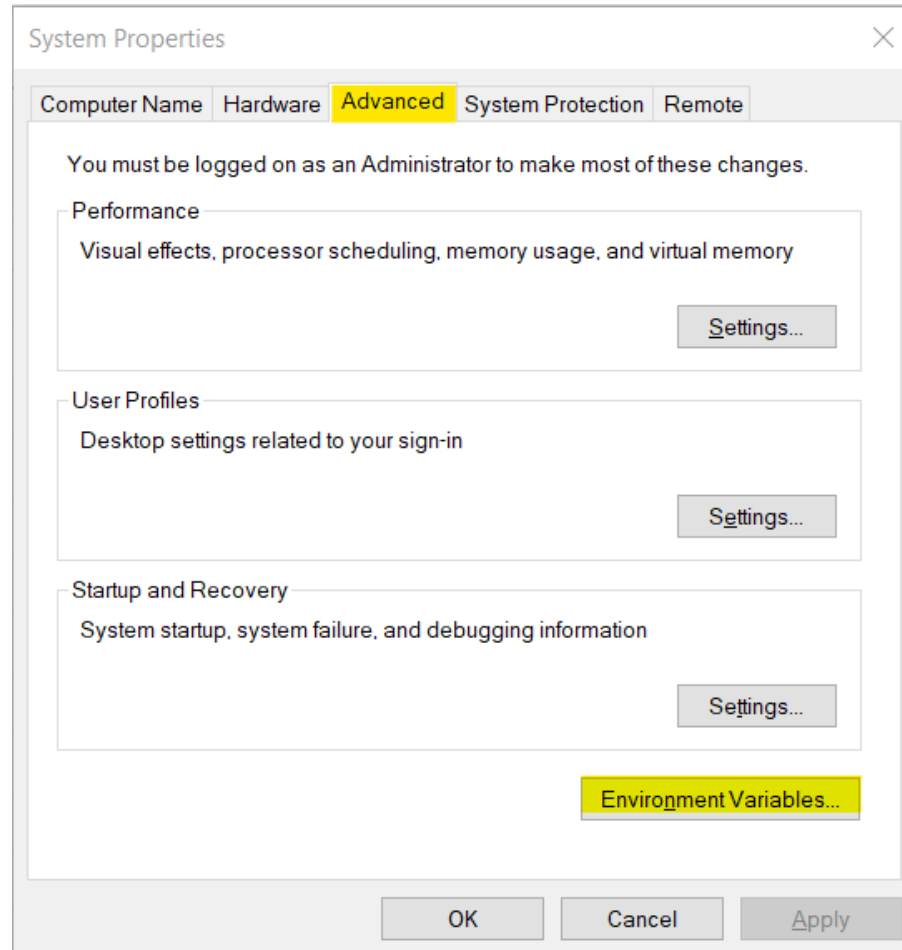 System Properties
Computer Name Hardware Advanced System Protection Remote
You must be logged on as an Administrator to make most of these changes.
Performance
Visual effects, processor scheduling, memory usage, and virtual memory
Settings...
User Profiles
Desktop settings related to your sign-in
Settings...
Startup and Recovery
System startup, system failure, and debugging information
Settings...
Environment Variables...
OK Cancel Apply